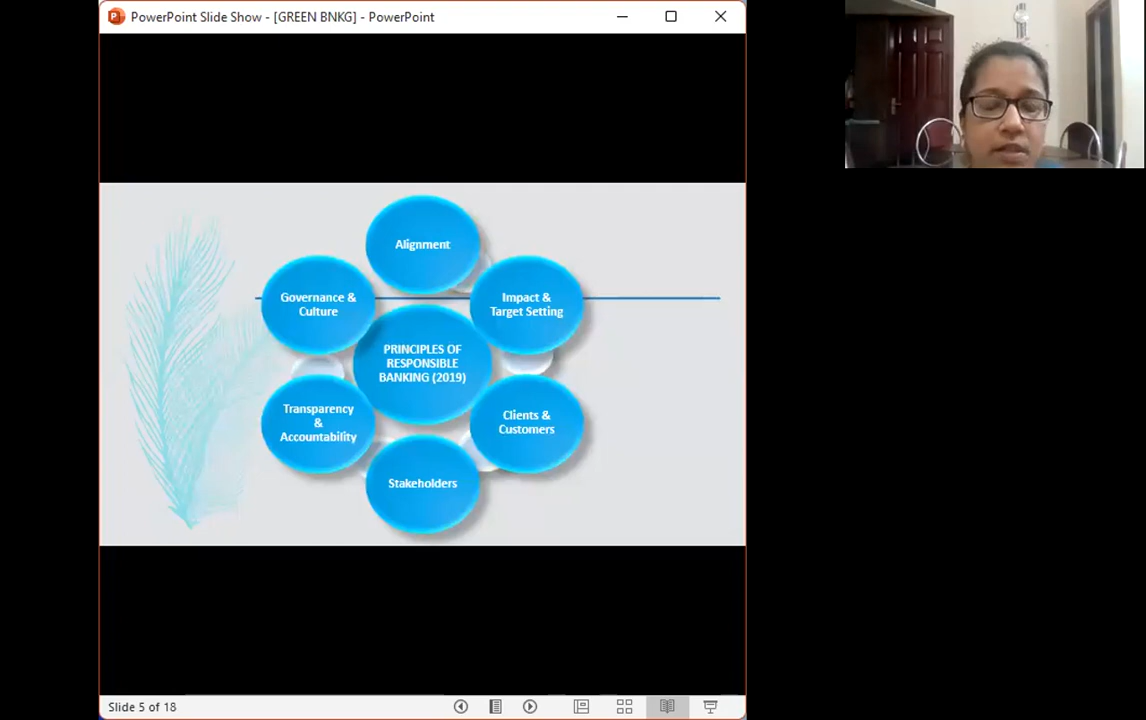 PowerPoint Slide Show - [GREEN BNKG] - PowerPoint
Alignment
Governance &
Culture
Impact &
Target Setting
PRINCIPLES OF
RESPONSIBLE
BANKING (2019)
Transparency
&
Accountability
Clients &
Customers
Stakeholders
Slide 5 of 18